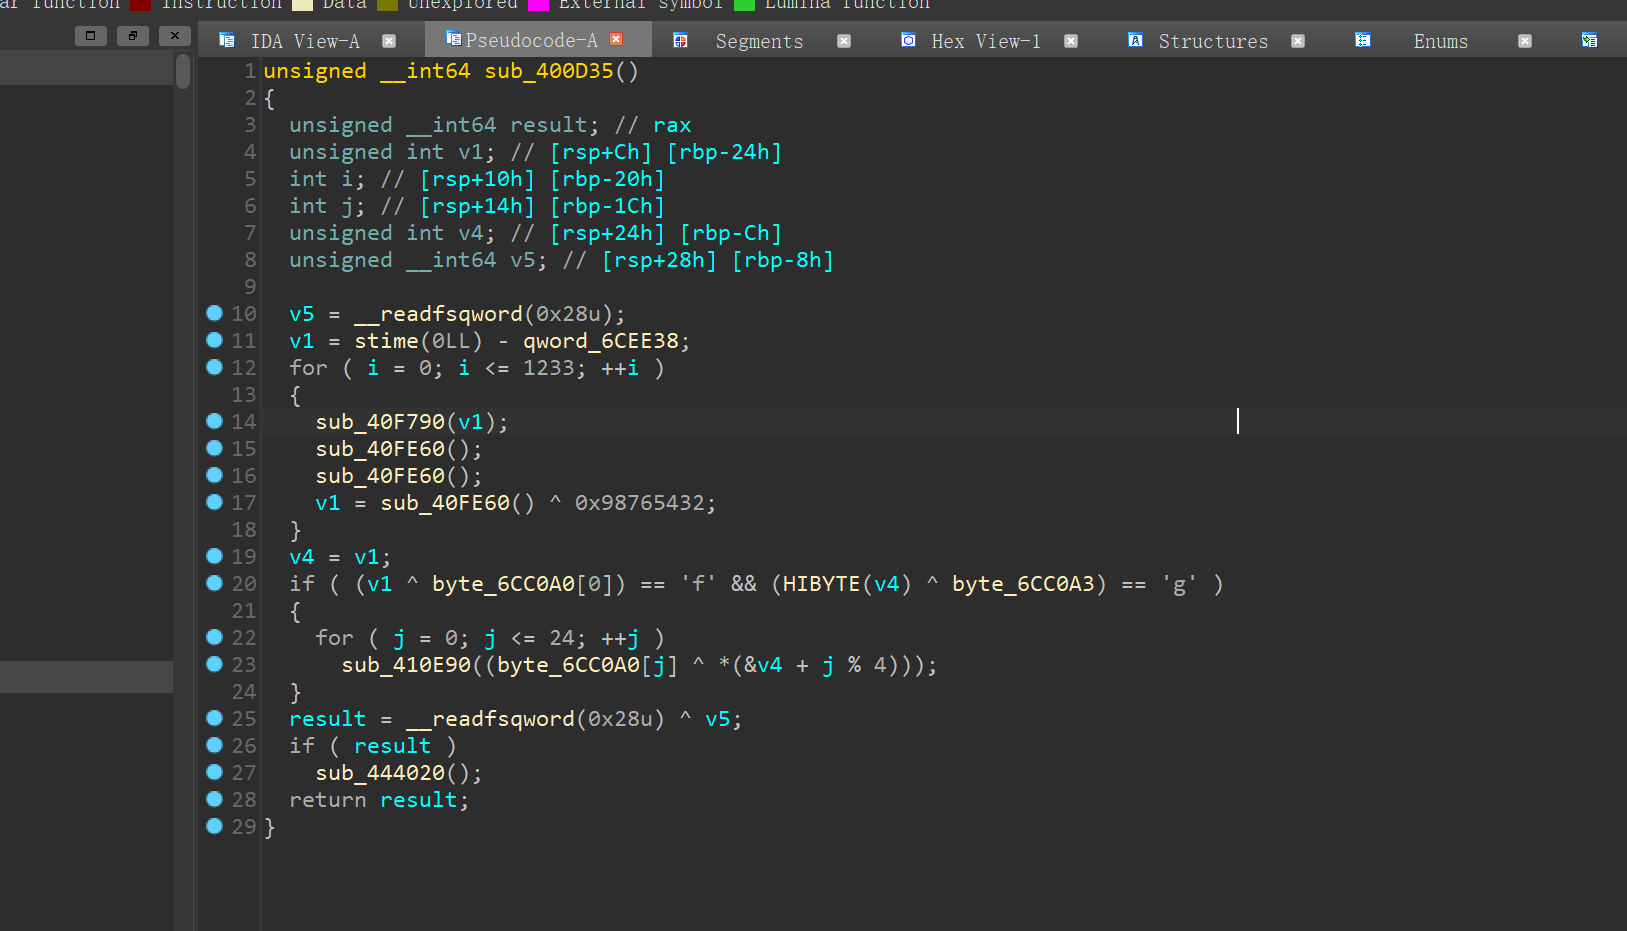 ar function Instruction Data Unexplored External symbol Lumina function
IDA View-A Pseudocode-A Segments Hex View-1 Structures Enums
1 unsigned __int64 sub_400D35()
2 {
3 unsigned __int64 result; // rax
4 unsigned int v1; // [rsp+Ch] [rbp-24h]
5 int i; // [rsp+10h] [rbp-20h]
6 int j; // [rsp+14h] [rbp-1Ch]
7 unsigned int v4; // [rsp+24h] [rbp-Ch]
8 unsigned __int64 v5; // [rsp+28h] [rbp-8h]
9
10 v5 = __readfsqword(0x28u);
11 v1 = stime(0LL) - qword_6CEE38;
12 for ( i = 0; i <= 1233; ++i )
13 {
14 sub_40F790(v1);
15 sub_40FE60();
16 sub_40FE60();
17 v1 = sub_40FE60() ^ 0x98765432;
18 }
19 v4 = v1;
20 if ( (v1 ^ byte_6CC0A0[0]) == 'f' && (HIBYTE(v4) ^ byte_6CC0A3) == 'g' )
21 {
22 for ( j = 0; j <= 24; ++j )
23 sub_410E90((byte_6CC0A0[j] ^ *(&v4 + j % 4)));
24 }
25 result = __readfsqword(0x28u) ^ v5;
26 if ( result )
27 sub_444020();
28 return result;
29 }